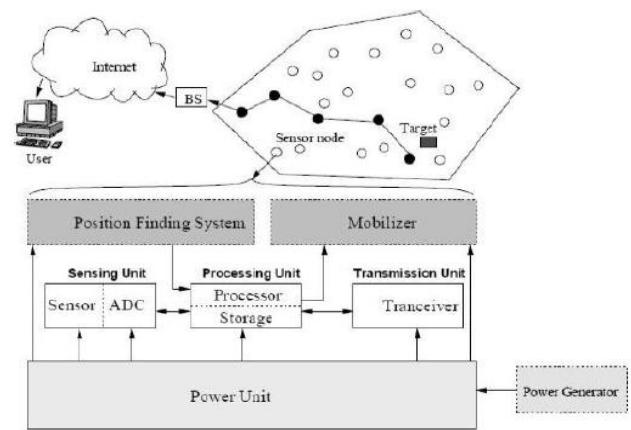 Internet
BS
User
Sensor node
Target
Position Finding System
Mobilizer
Sensing Unit
Processing Unit
Transmission Unit
Sensor
ADC
Processor
Storage
Tranceiver
Power Unit
Power Generator